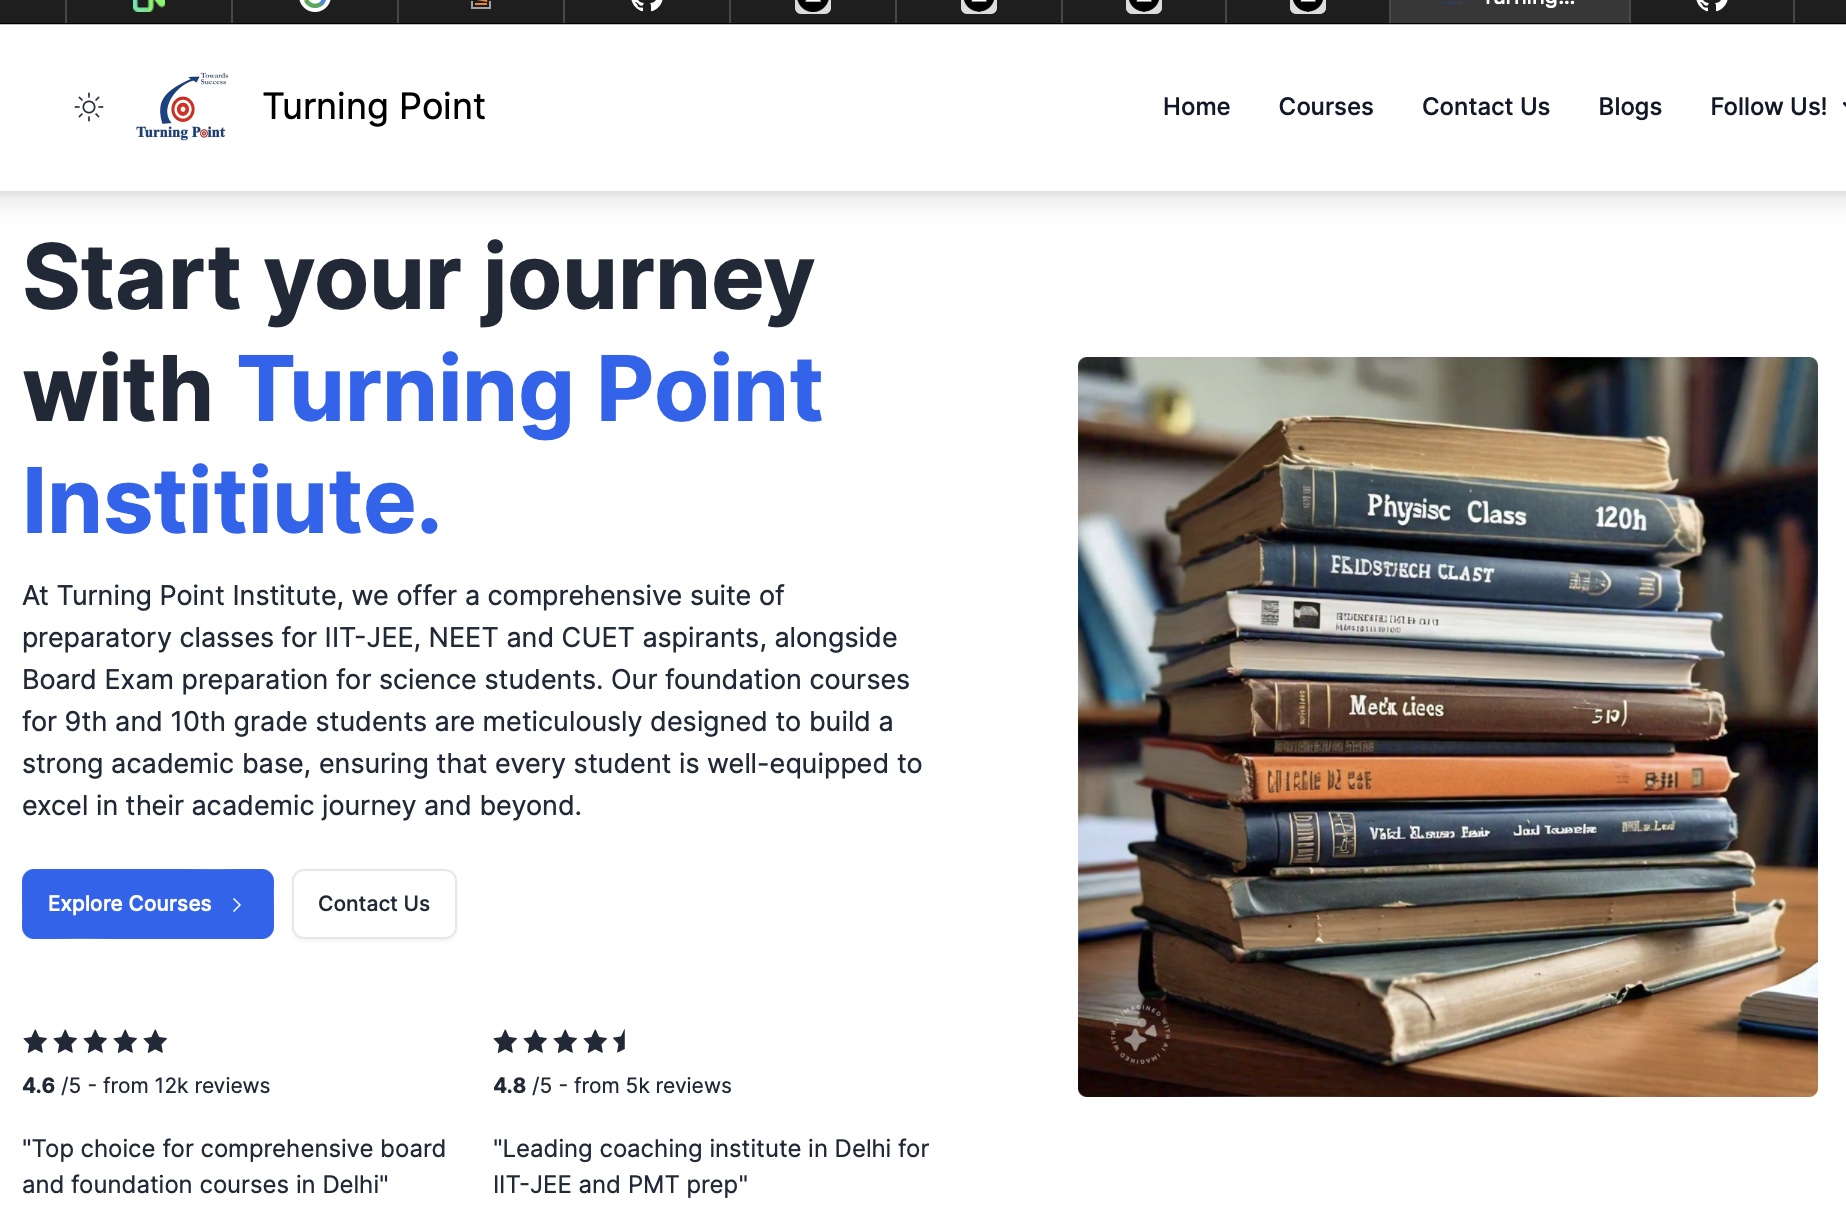 Turning...
Towards
Success
Turning Point
Turning Point
Home
Courses
Contact Us
Blogs
Follow Us!
Start your journey
with Turning Point
Institiute.
At Turning Point Institute, we offer a comprehensive suite of
preparatory classes for IIT-JEE, NEET and CUET aspirants, alongside
Board Exam preparation for science students. Our foundation courses
for 9th and 10th grade students are meticulously designed to build a
strong academic base, ensuring that every student is well-equipped to
excel in their academic journey and beyond.
Explore Courses
Contact Us
4.6 /5 - from 12k reviews
"Top choice for comprehensive board
and foundation courses in Delhi"
4.8 /5 - from 5k reviews
"Leading coaching institute in Delhi for
IIT-JEE and PMT prep"
Physisc Class 120h
IMAGINED WITH AI